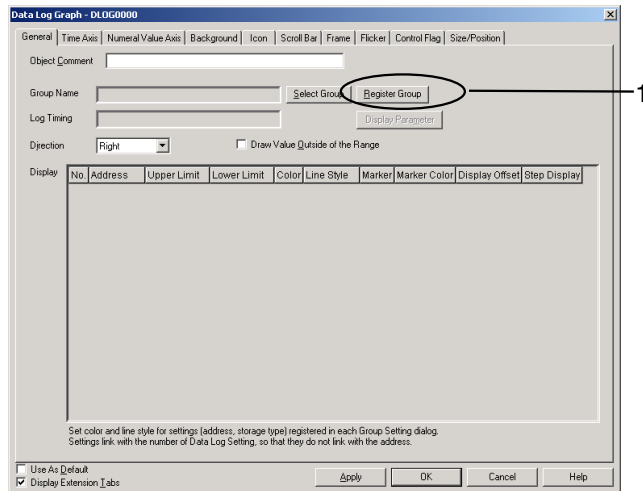 Data Log Graph - DLOG0000
General Time Axis Numeral Value Axis Background Icon Scroll Bar Frame Flicker Control Flag Size/Position
Object Comment
Group Name Select Group Register Group 1
Log Timing Display Parameter
Direction Right Draw Value Outside of the Range
Display No. Address Upper Limit Lower Limit Color Line Style Marker Marker Color Display Offset Step Display
Set color and line style for settings (address, storage type) registered in each Group Setting dialog.
Settings link with the number of Data Log Setting, so that they do not link with the address.
Use As Default
Display Extension Tabs Apply OK Cancel Help